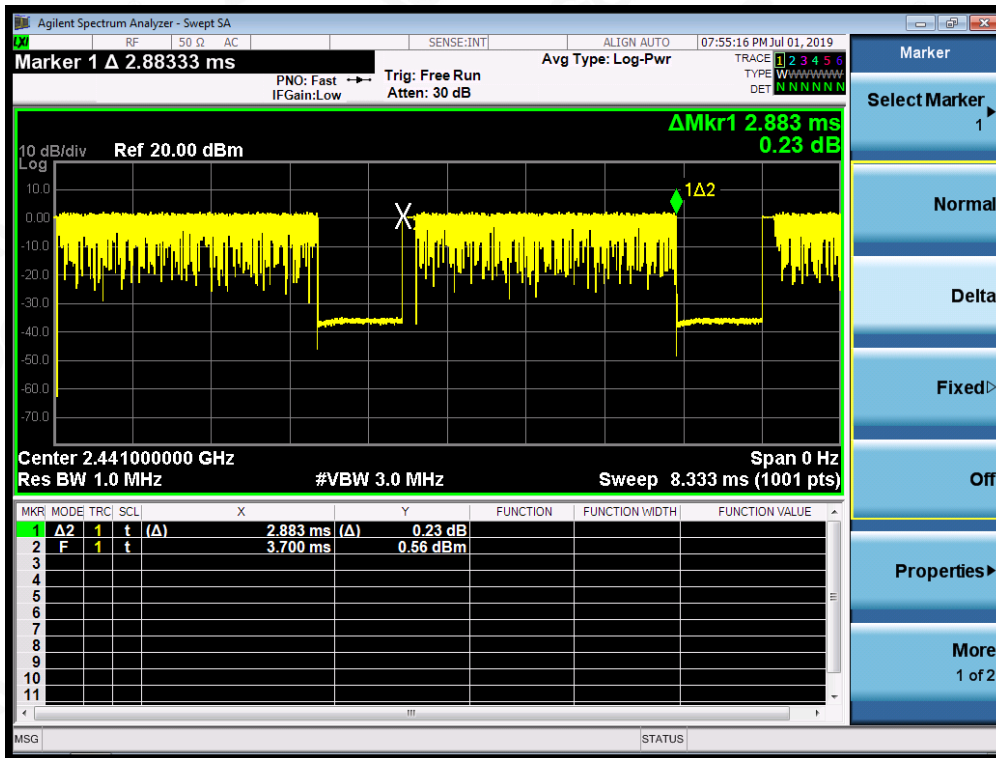 Agilent Spectrum Analyzer - Swept SA
LXI RF 50 Ω AC SENSE:INT ALIGN AUTO 07:55:16 PM Jul 01, 2019
Marker 1 Δ 2.88333 ms
PNO: Fast
IFGain:Low
Trig: Free Run
Atten: 30 dB
Avg Type: Log-Pwr
TRACE 1 2 3 4 5 6
TYPE WWWWWW
DET N N N N N N
ΔMkr1 2.883 ms
0.23 dB
10 dB/div Ref 20.00 dBm
Log
10.0
0.00
-10.0
-20.0
-30.0
-40.0
-50.0
-60.0
-70.0
X
1Δ2
Center 2.441000000 GHz Span 0 Hz
Res BW 1.0 MHz #VBW 3.0 MHz Sweep 8.333 ms (1001 pts)
MKR MODE TRC SCL X Y FUNCTION FUNCTION WIDTH FUNCTION VALUE
1 Δ2 1 t (Δ) 2.883 ms (Δ) 0.23 dB
2 F 1 t 3.700 ms 0.56 dBm
3
4
5
6
7
8
9
10
11
MSG STATUS
Marker
Select Marker
1
Normal
Delta
Fixed
Off
Properties
More
1 of 2